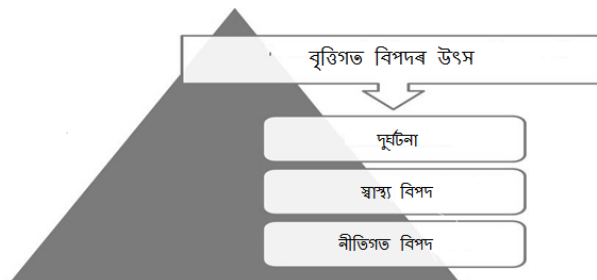 বৃত্তিগত বিপদৰ উৎস
দুৰ্ঘটনা
স্বাস্থ্য বিপদ
নীতিগত বিপদ